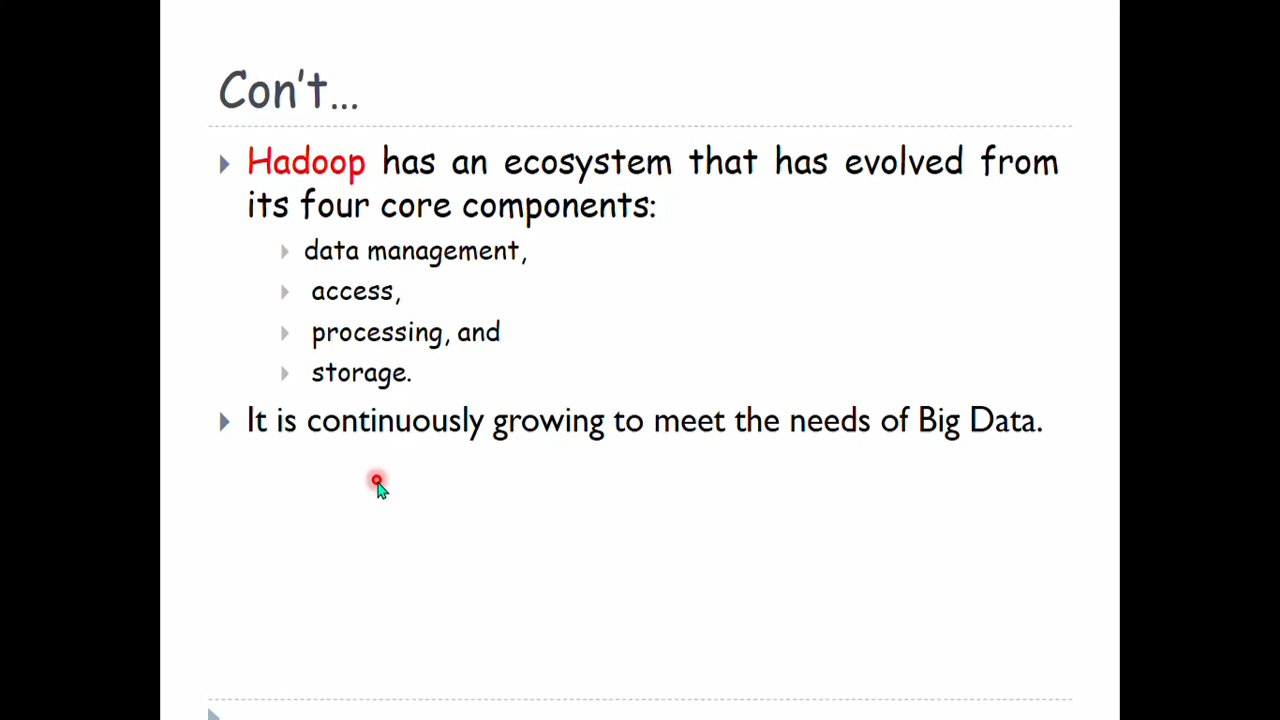 Con't...
Hadoop has an ecosystem that has evolved from
its four core components:
data management,
access,
processing, and
storage.
It is continuously growing to meet the needs of Big Data.